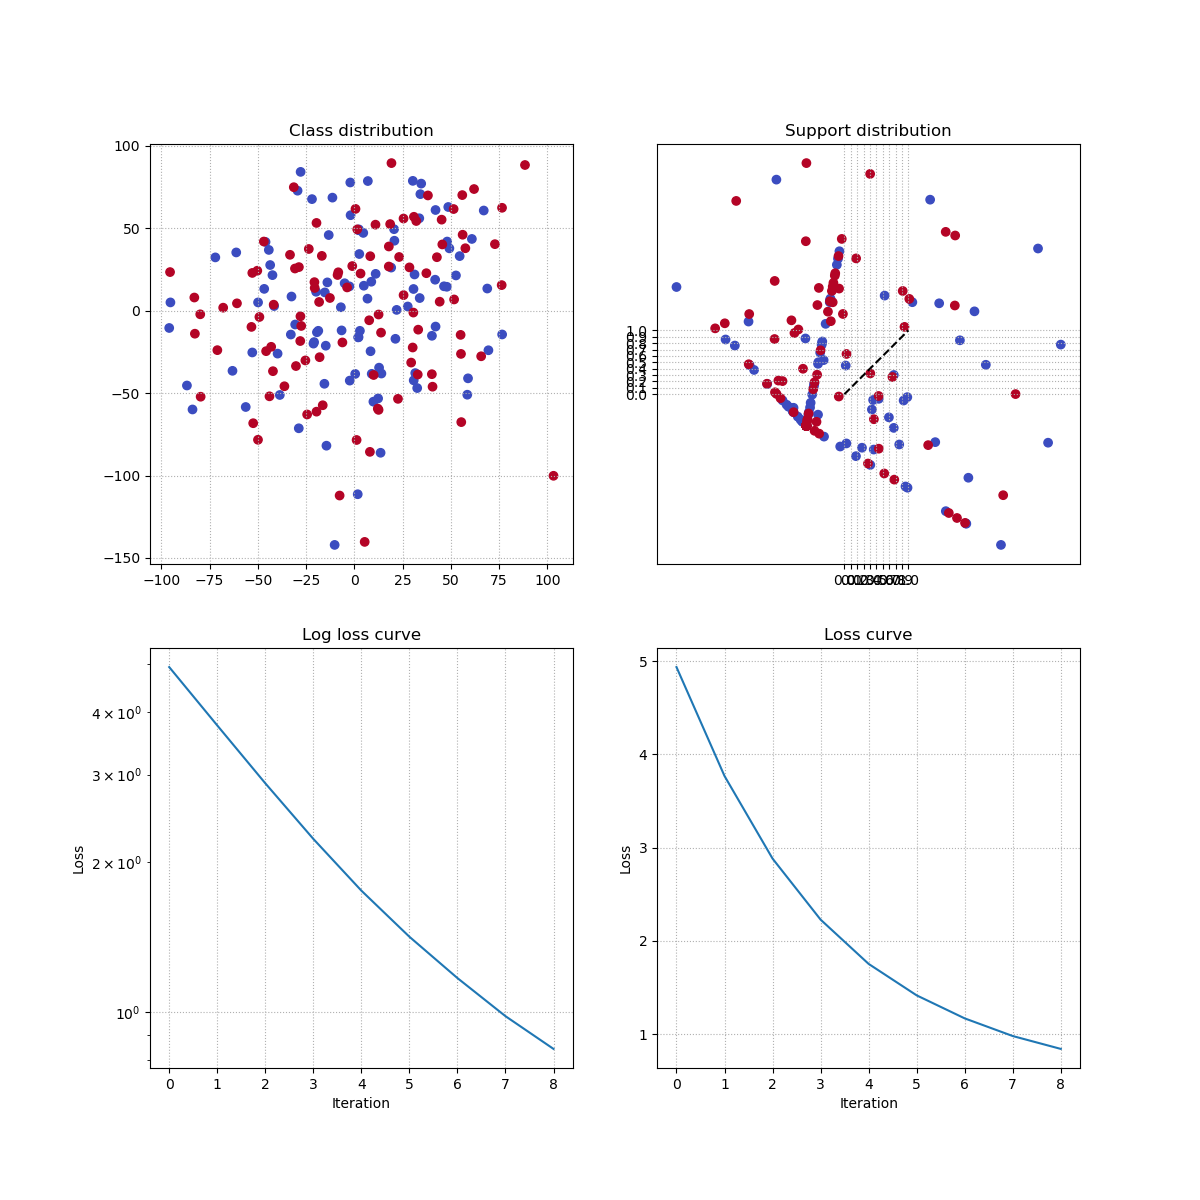 Class distribution
100
50
0
−50
−100
−150
−100 −75 −50 −25 0 25 50 75 100
Support distribution
1.0
0.0
Log loss curve
4 × 10⁰
3 × 10⁰
2 × 10⁰
10⁰
Loss
0 1 2 3 4 5 6 7 8
Iteration
Loss curve
5
4
3
2
1
Loss
0 1 2 3 4 5 6 7 8
Iteration